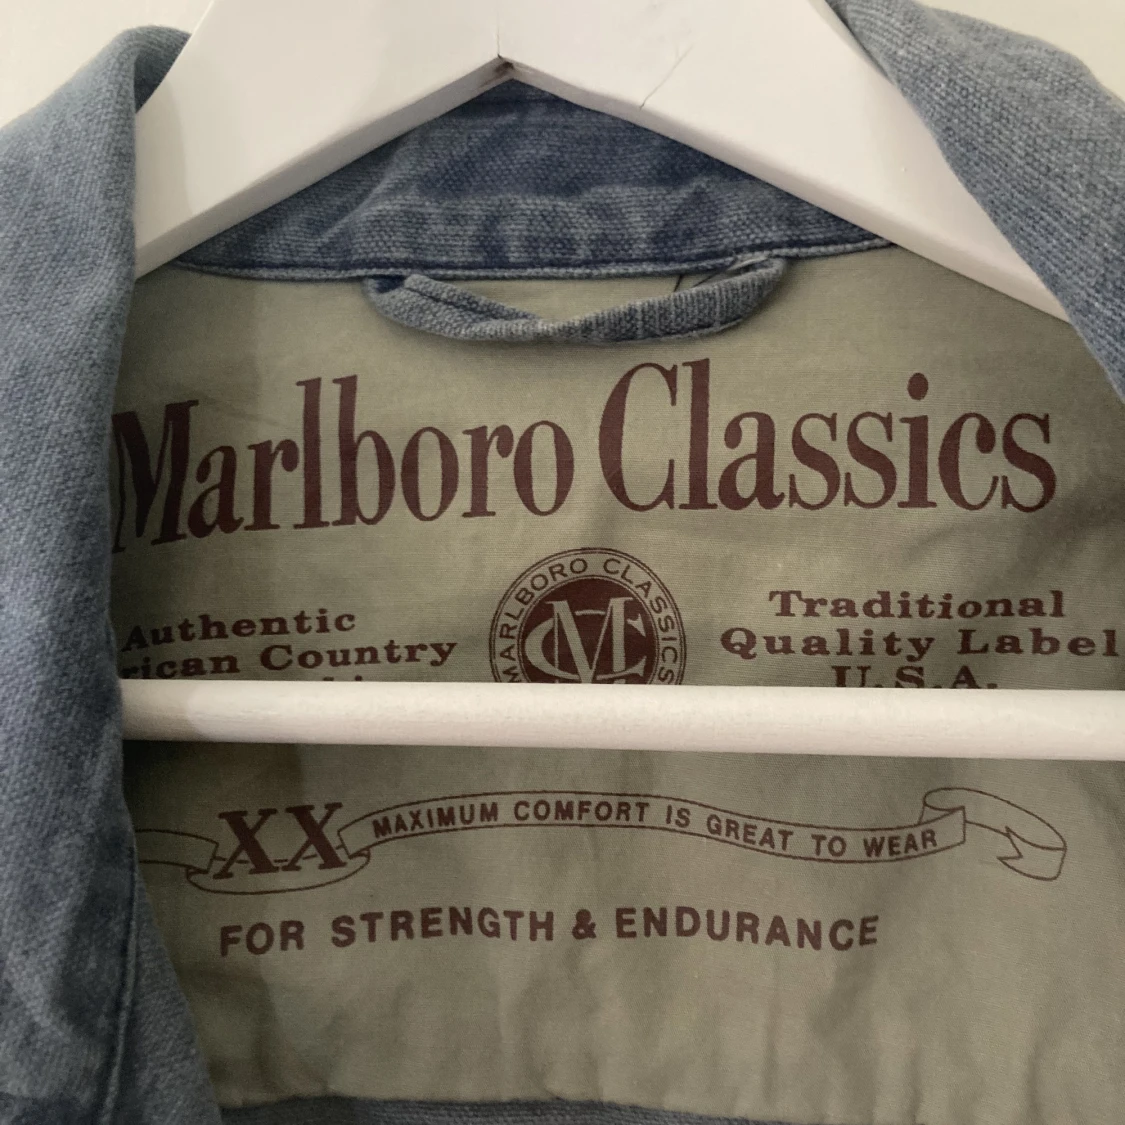 Marlboro Classics
MARLBORO CLASSICS
MC
Authentic
rican Country
Traditional
Quality Label
U.S.A.
XX MAXIMUM COMFORT IS GREAT TO WEAR
FOR STRENGTH & ENDURANCE